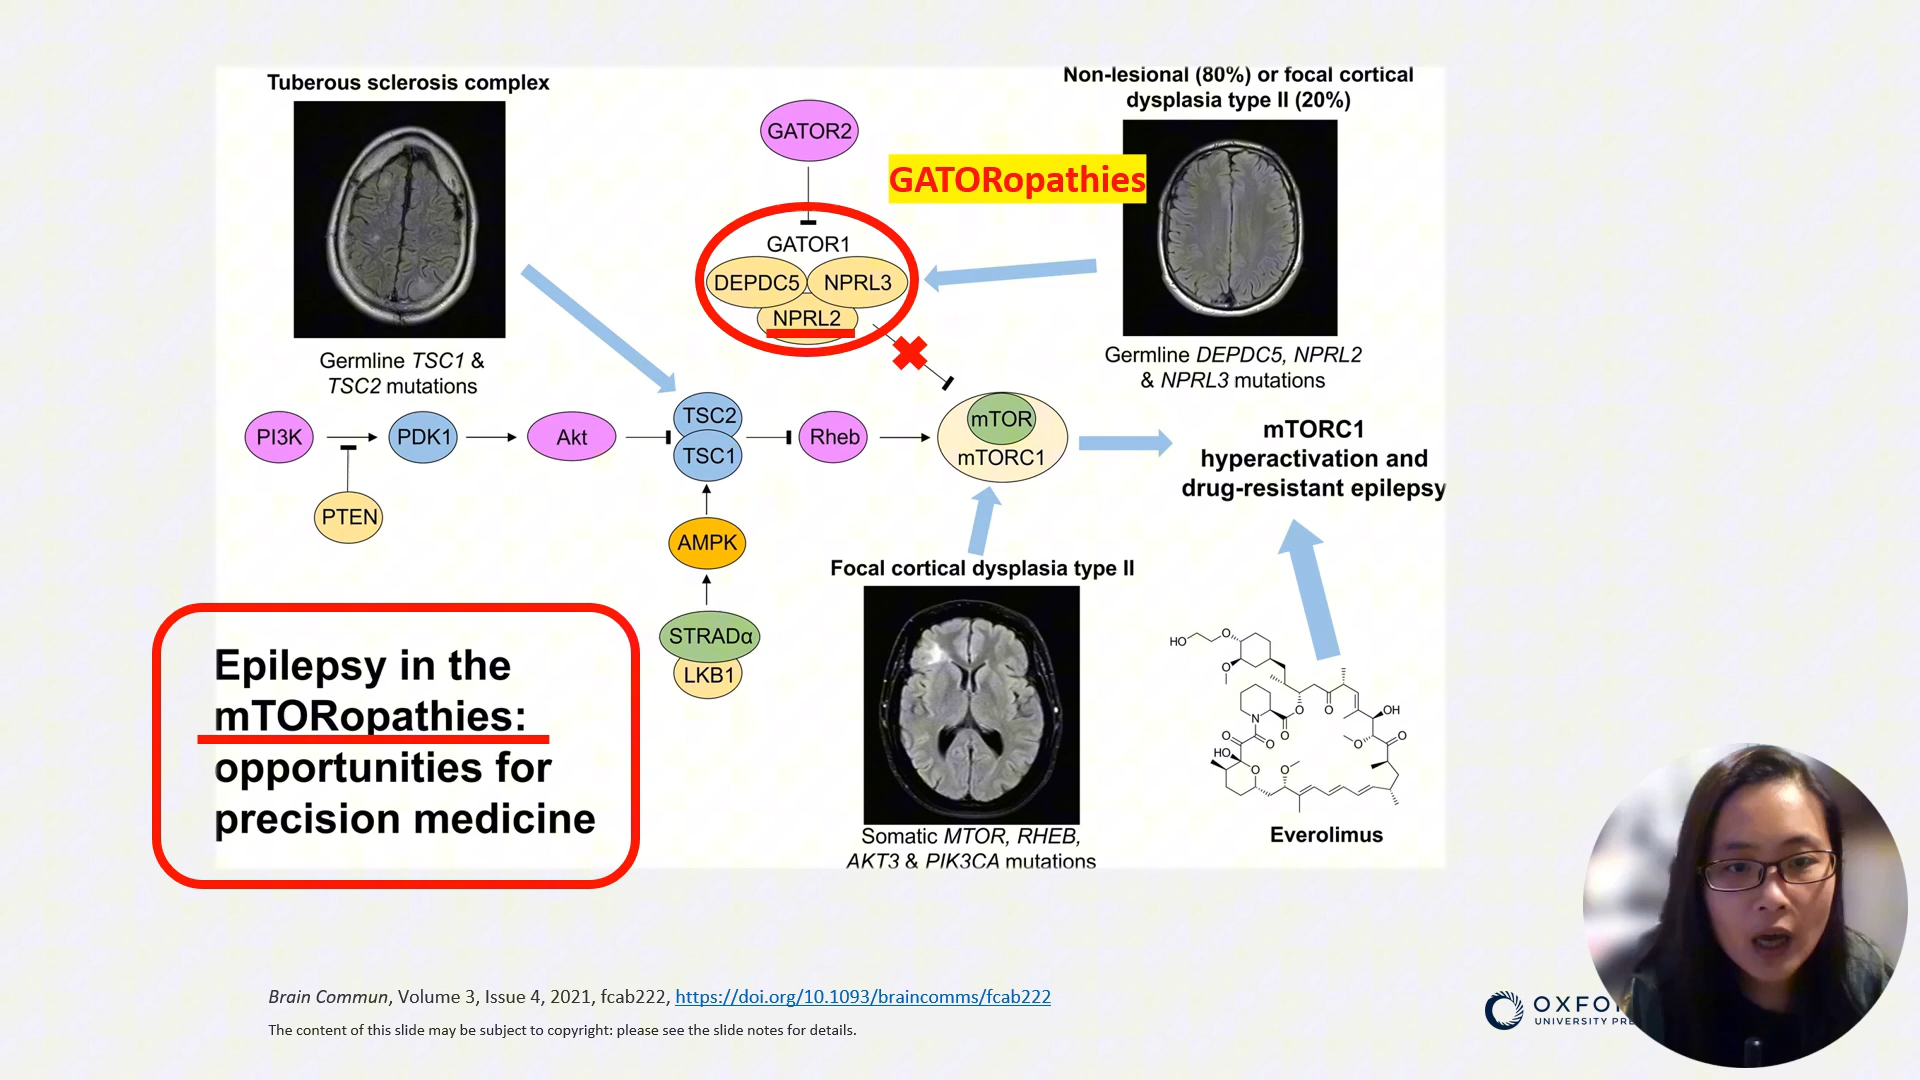 Tuberous sclerosis complex
Non-lesional (80%) or focal cortical
dysplasia type II (20%)
GATOR2
GATORopathies
GATOR1
DEPDC5
NPRL3
NPRL2
Germline TSC1 &
TSC2 mutations
Germline DEPDC5, NPRL2
& NPRL3 mutations
PI3K
PDK1
Akt
TSC2
TSC1
Rheb
mTOR
mTORC1
mTORC1
hyperactivation and
drug-resistant epilepsy
PTEN
AMPK
STRADα
LKB1
Focal cortical dysplasia type II
Somatic MTOR, RHEB,
AKT3 & PIK3CA mutations
HO
O
O
N
O
O
O
O
O
OH
O
O
O
HO
O
O
Everolimus
Epilepsy in the
mTORopathies:
opportunities for
precision medicine
Brain Commun, Volume 3, Issue 4, 2021, fcab222, https://doi.org/10.1093/braincomms/fcab222
The content of this slide may be subject to copyright: please see the slide notes for details.
OXFO
UNIVERSITY PRE